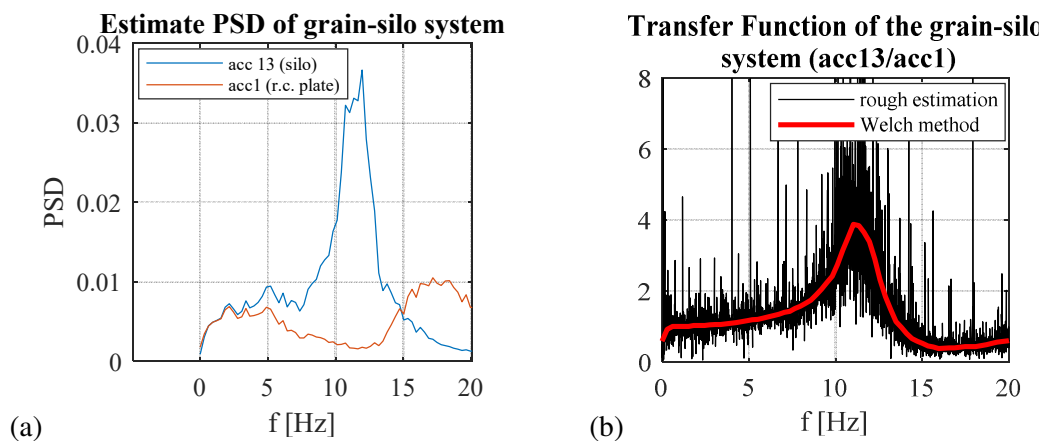 Estimate PSD of grain-silo system
0.04
acc 13 (silo)
acc1 (r.c. plate)
0.03
0.02
0.01
0
PSD
0
5
10
15
20
f [Hz]
(a)
Transfer Function of the grain-silo
system (acc13/acc1)
8
rough estimation
Welch method
6
4
2
0
0
5
10
15
20
f [Hz]
(b)